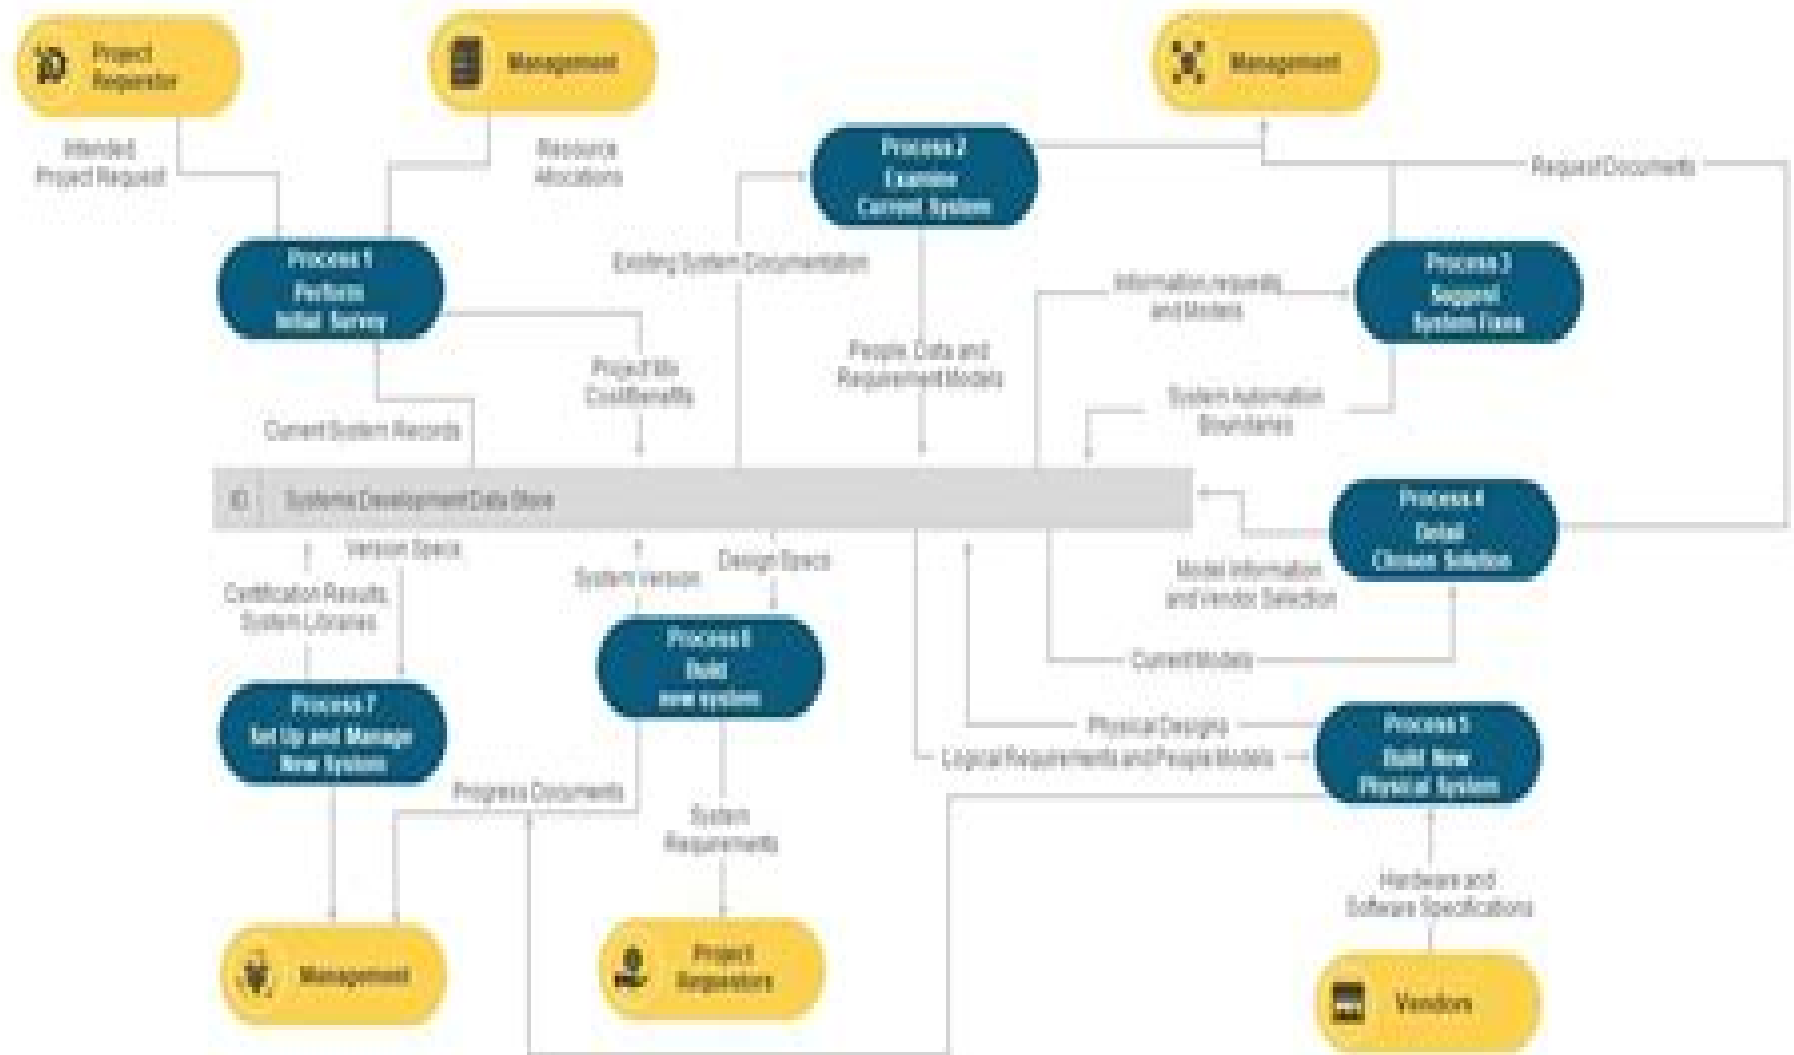 Project
Requestor
Management
Management
Intended
Project Request
Resource
Allocations
Process 2
Examine
Current System
Request Documents
Process 1
Perform
Initial Survey
Existing System Documentation
Information requests
and Models
Process 3
Suggest
System Fixes
Project Mix
Cost/Benefits
People, Data and
Requirement Models
System Automation
Boundaries
Current System Records
Systems Development Data Store
Process 4
Detail
Chosen Solution
Version Specs
Certification Results,
System Libraries
System Version
Design Specs
Model Information
and Vendor Selection
Process 6
Build
new system
Current Models
Process 7
Set Up and Manage
New System
Physical Designs
Logical Requirements and People Models
Process 5
Build New
Physical System
Progress Documents
System
Requirements
Hardware and
Software Specifications
Management
Project
Requestors
Vendors